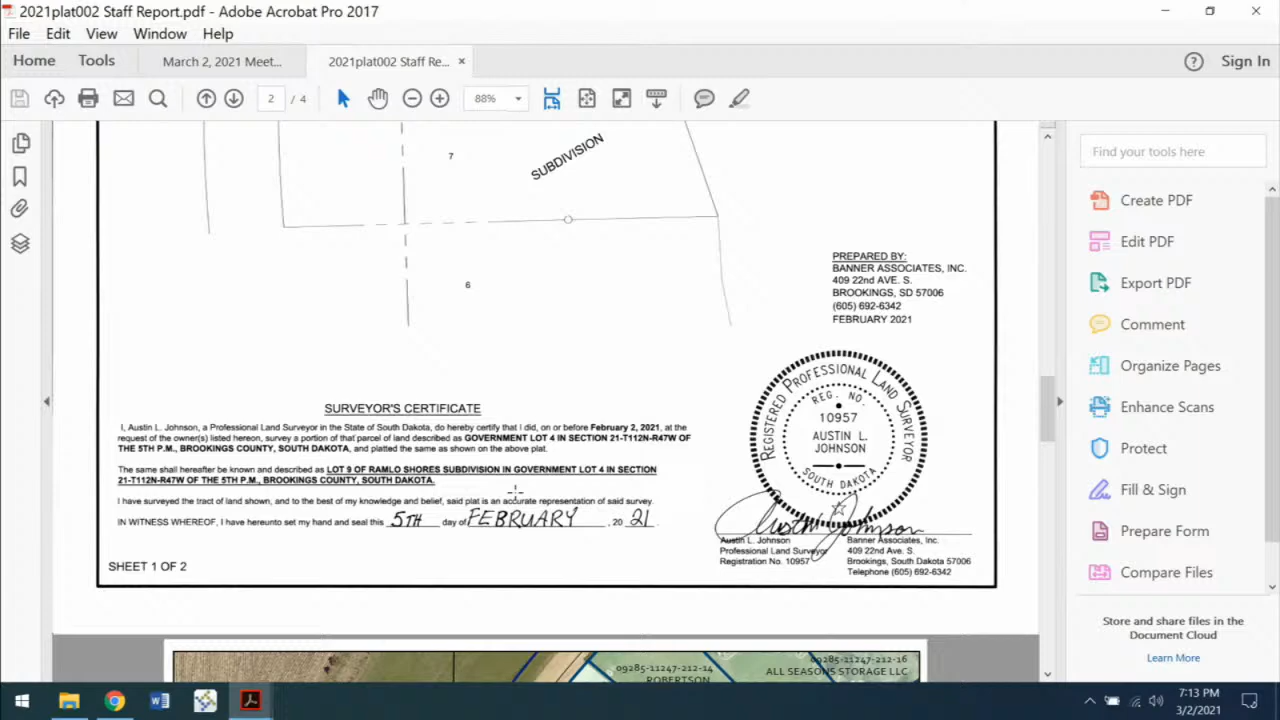 2021plat002 Staff Report.pdf - Adobe Acrobat Pro 2017
File Edit View Window Help
Home Tools March 2, 2021 Meet... 2021plat002 Staff Re... × Sign In
2 / 4 88%
SUBDIVISION
7
6
PREPARED BY:
BANNER ASSOCIATES, INC.
409 22nd AVE. S.
BROOKINGS, SD 57006
(605) 692-6342
FEBRUARY 2021
SURVEYOR'S CERTIFICATE
I, Austin L. Johnson, a Professional Land Surveyor in the State of South Dakota, do hereby certify that I did, on or before February 2, 2021, at the
request of the owner(s) listed hereon, survey a portion of that parcel of land described as GOVERNMENT LOT 4 IN SECTION 21-T112N-R47W OF
THE 5TH P.M., BROOKINGS COUNTY, SOUTH DAKOTA, and platted the same as shown on the above plat.
The same shall hereafter be known and described as LOT 9 OF RAMLO SHORES SUBDIVISION IN GOVERNMENT LOT 4 IN SECTION
21-T112N-R47W OF THE 5TH P.M., BROOKINGS COUNTY, SOUTH DAKOTA.
I have surveyed the tract of land shown, and to the best of my knowledge and belief, said plat is an accurate representation of said survey.
IN WITNESS WHEREOF, I have hereunto set my hand and seal this 5TH day of FEBRUARY, 20 21.
REGISTERED PROFESSIONAL LAND SURVEYOR
REG. NO.
10957
AUSTIN L.
JOHNSON
SOUTH DAKOTA
Austin Johnson
Austin L. Johnson
Professional Land Surveyor
Registration No. 10957
Banner Associates, Inc.
409 22nd Ave. S.
Brookings, South Dakota 57006
Telephone (605) 692-6342
SHEET 1 OF 2
09285-11247-212-14
ROBERTSON
09285-11247-212-16
ALL SEASONS STORAGE LLC
Find your tools here
Create PDF
Edit PDF
Export PDF
Comment
Organize Pages
Enhance Scans
Protect
Fill & Sign
Prepare Form
Compare Files
Store and share files in the
Document Cloud
Learn More
7:13 PM
3/2/2021